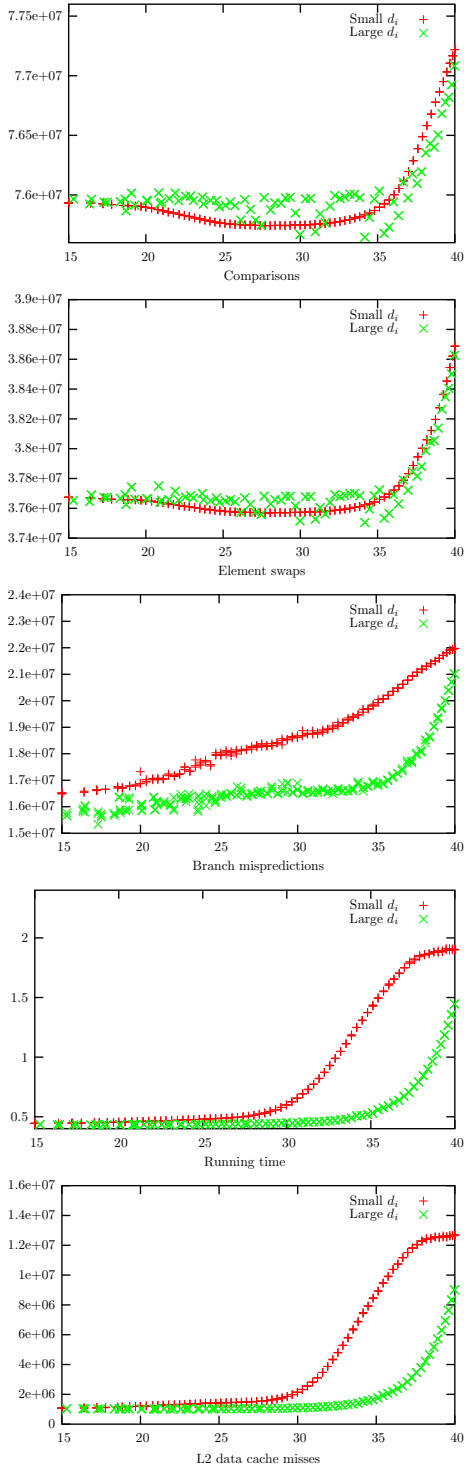 7.75e+07
7.7e+07
7.65e+07
7.6e+07
Small d_i
Large d_i
15 20 25 30 35 40
Comparisons
3.9e+07
3.88e+07
3.86e+07
3.84e+07
3.82e+07
3.8e+07
3.78e+07
3.76e+07
3.74e+07
Small d_i
Large d_i
15 20 25 30 35 40
Element swaps
2.4e+07
2.3e+07
2.2e+07
2.1e+07
2e+07
1.9e+07
1.8e+07
1.7e+07
1.6e+07
1.5e+07
Small d_i
Large d_i
15 20 25 30 35 40
Branch mispredictions
2
1.5
1
0.5
Small d_i
Large d_i
15 20 25 30 35 40
Running time
1.6e+07
1.4e+07
1.2e+07
1e+07
8e+06
6e+06
4e+06
2e+06
0
Small d_i
Large d_i
15 20 25 30 35 40
L2 data cache misses